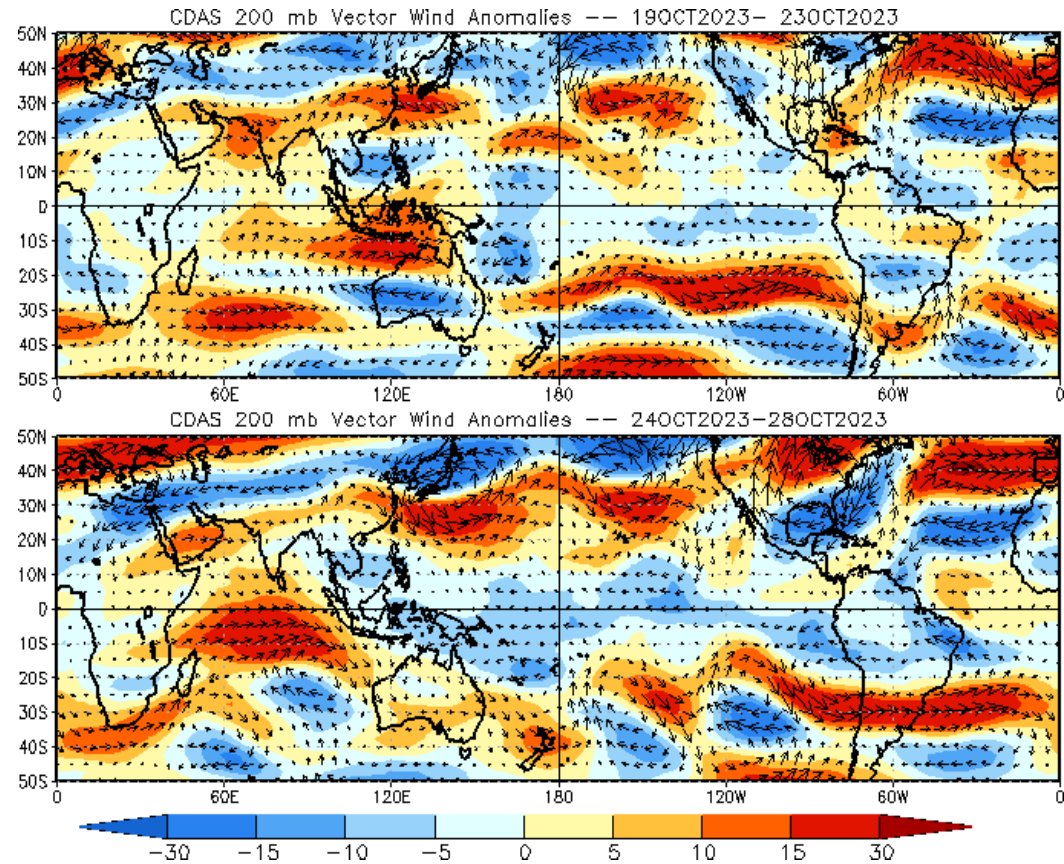 CDAS 200 mb Vector Wind Anomalies -- 19OCT2023- 23OCT2023
50N
40N
30N
20N
10N
0
10S
20S
30S
40S
50S
0 60E 120E 180 120W 60W 0
CDAS 200 mb Vector Wind Anomalies -- 24OCT2023-28OCT2023
50N
40N
30N
20N
10N
0
10S
20S
30S
40S
50S
0 60E 120E 180 120W 60W 0
-30 -15 -10 -5 0 5 10 15 30